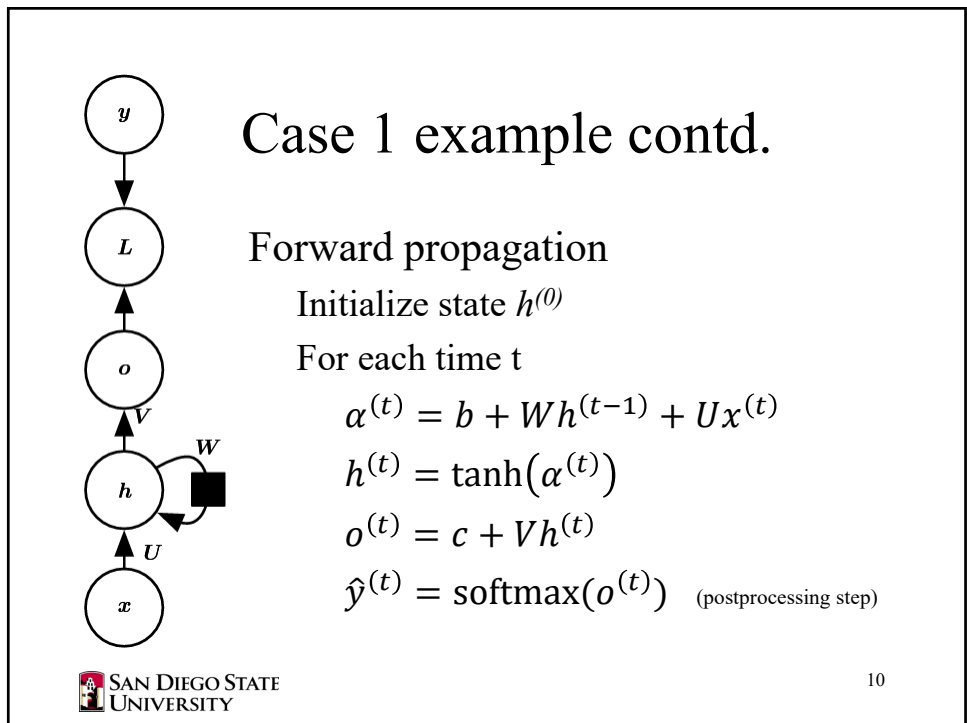 Case 1 example contd.
Forward propagation
Initialize state h^(0)
For each time t
α^(t) = b + Wh^(t−1) + Ux^(t)
h^(t) = tanh(α^(t))
o^(t) = c + Vh^(t)
ŷ^(t) = softmax(o^(t)) (postprocessing step)
y
L
o
V
W
h
U
x
SAN DIEGO STATE
UNIVERSITY
10